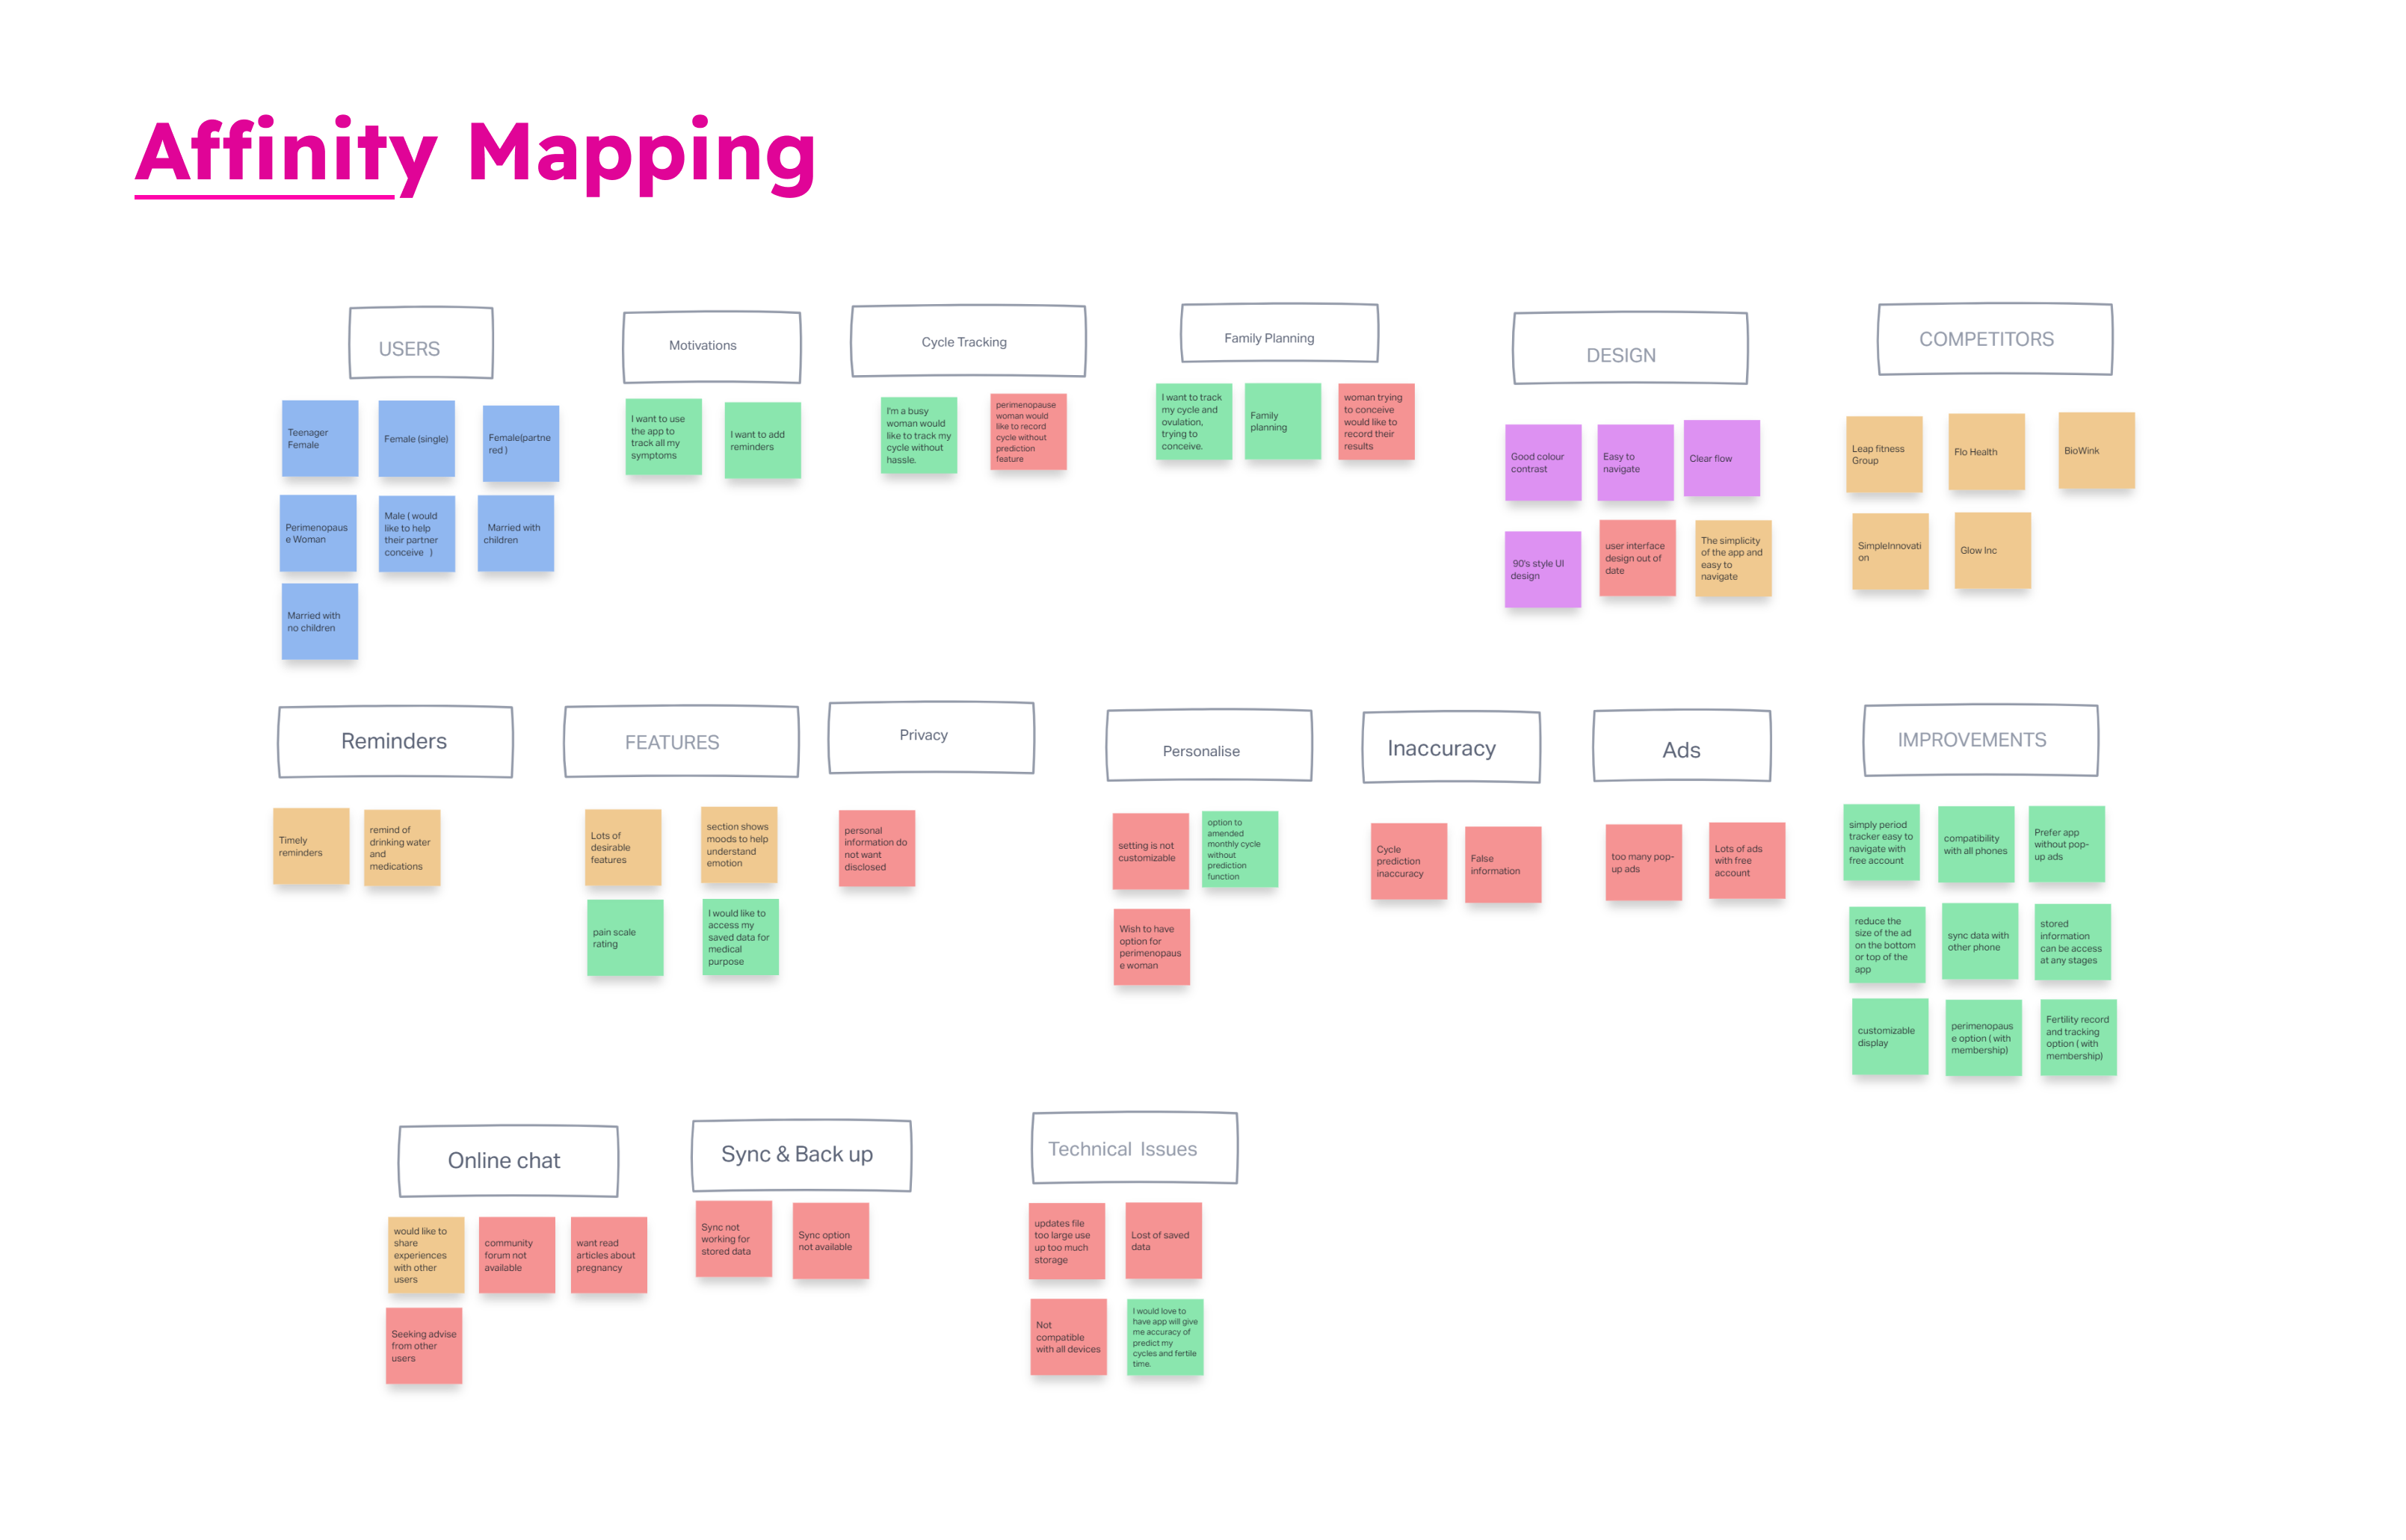 Affinity Mapping
USERS
Teenager
Female
Female (single)
Female(partne
red )
Perimenopaus
e Woman
Male ( would
like to help
their partner
conceive )
Married with
children
Married with
no children
Motivations
I want to use
the app to
track all my
symptoms
I want to add
reminders
Cycle Tracking
I'm a busy
woman would
like to track my
cycle without
hassle.
perimenopause
woman would
like to record
cycle without
prediction
feature
Family Planning
I want to track
my cycle and
ovulation,
trying to
conceive.
Family
planning
woman trying
to conceive
would like to
record their
results
DESIGN
Good colour
contrast
Easy to
navigate
Clear flow
90's style UI
design
user interface
design out of
date
The simplicity
of the app and
easy to
navigate
COMPETITORS
Leap fitness
Group
Flo Health
BioWink
SimpleInnovati
on
Glow Inc
Reminders
Timely
reminders
remind of
drinking water
and
medications
FEATURES
Lots of
desirable
features
section shows
moods to help
understand
emotion
pain scale
rating
I would like to
access my
saved data for
medical
purpose
Privacy
personal
information do
not want
disclosed
Personalise
setting is not
customizable
option to
amended
monthly cycle
without
prediction
function
Wish to have
option for
perimenopaus
e woman
Inaccuracy
Cycle
prediction
inaccuracy
False
information
Ads
too many pop-
up ads
Lots of ads
with free
account
IMPROVEMENTS
simply period
tracker easy to
navigate with
free account
compatibility
with all phones
Prefer app
without pop-
up ads
reduce the
size of the ad
on the bottom
or top of the
app
sync data with
other phone
stored
information
can be access
at any stages
customizable
display
perimenopaus
e option ( with
membership)
Fertility record
and tracking
option ( with
membership)
Online chat
would like to
share
experiences
with other
users
community
forum not
available
want read
articles about
pregnancy
Seeking advise
from other
users
Sync & Back up
Sync not
working for
stored data
Sync option
not available
Technical Issues
updates file
too large use
up too much
storage
Lost of saved
data
Not
compatible
with all devices
I would love to
have app will give
me accuracy of
predict my
cycles and fertile
time.